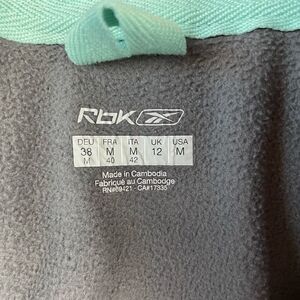 Rbk
DEU FRA ITA UK USA
38 M M 12 M
M 40 42
Made in Cambodia
Fabriqué au Cambodge
RN#69421 CA#17335